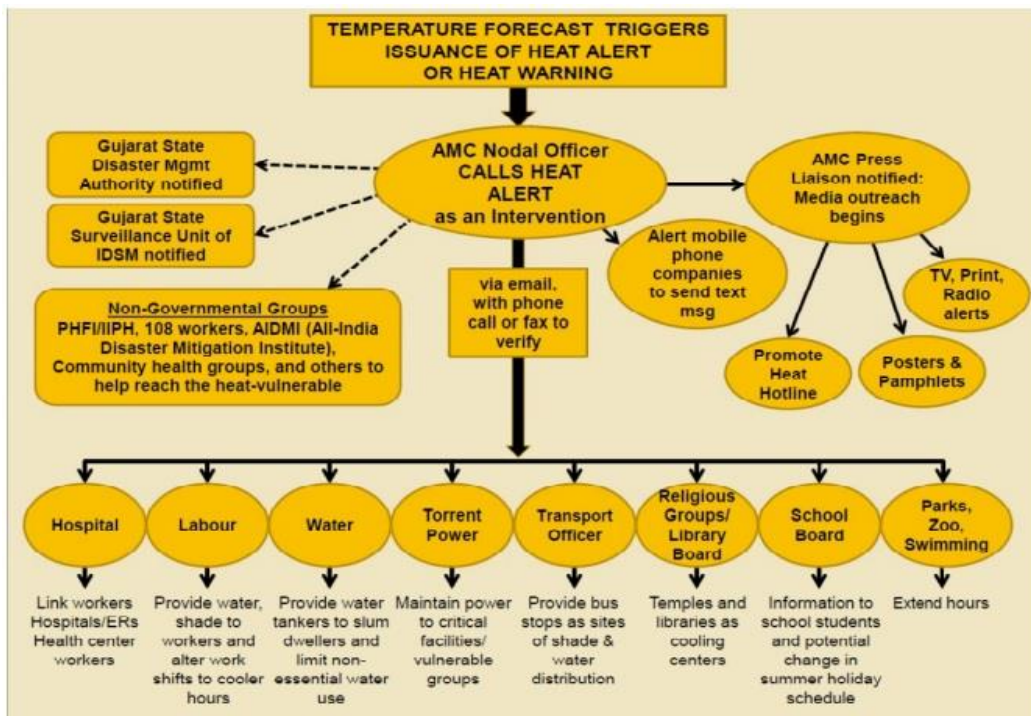 TEMPERATURE FORECAST TRIGGERS
ISSUANCE OF HEAT ALERT
OR HEAT WARNING
Gujarat State
Disaster Mgmt
Authority notified
AMC Nodal Officer
CALLS HEAT
ALERT
as an Intervention
AMC Press
Liaison notified:
Media outreach
begins
Gujarat State
Surveillance Unit of
IDSM notified
Alert mobile
phone
companies
to send text
msg
TV, Print,
Radio
alerts
Non-Governmental Groups
PHFI/IIPH, 108 workers, AIDMI (All-India
Disaster Mitigation Institute),
Community health groups, and others to
help reach the heat-vulnerable
via email,
with phone
call or fax to
verify
Promote
Heat
Hotline
Posters &
Pamphlets
Hospital
Labour
Water
Torrent
Power
Transport
Officer
Religious
Groups/
Library
Board
School
Board
Parks,
Zoo,
Swimming
Link workers
Hospitals/ERs
Health center
workers
Provide water,
shade to
workers and
alter work
shifts to cooler
hours
Provide water
tankers to slum
dwellers and
limit non-
essential water
use
Maintain power
to critical
facilities/
vulnerable
groups
Provide bus
stops as sites
of shade &
water
distribution
Temples and
libraries as
cooling
centers
Information to
school students
and potential
change in
summer holiday
schedule
Extend hours